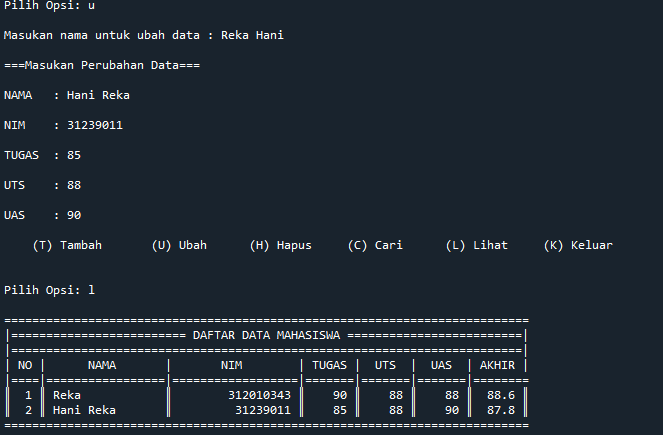 Pilih Opsi: u
Masukan nama untuk ubah data : Reka Hani
===Masukan Perubahan Data===
NAMA   : Hani Reka
NIM    : 31239011
TUGAS  : 85
UTS    : 88
UAS    : 90
(T) Tambah       (U) Ubah      (H) Hapus     (C) Cari      (L) Lihat     (K) Keluar
Pilih Opsi: l
==========================================================================
|========================= DAFTAR DATA MAHASISWA =========================|
|=========================================================================|
| NO |      NAMA       |       NIM        | TUGAS |  UTS  |  UAS  | AKHIR |
|====|=================|==================|=======|=======|=======|=======
║  1 ║ Reka            ║        312010343 ║    90 ║    88 ║    88 ║  88.6 ║
║  2 ║ Hani Reka       ║         31239011 ║    85 ║    88 ║    90 ║  87.8 ║
==========================================================================